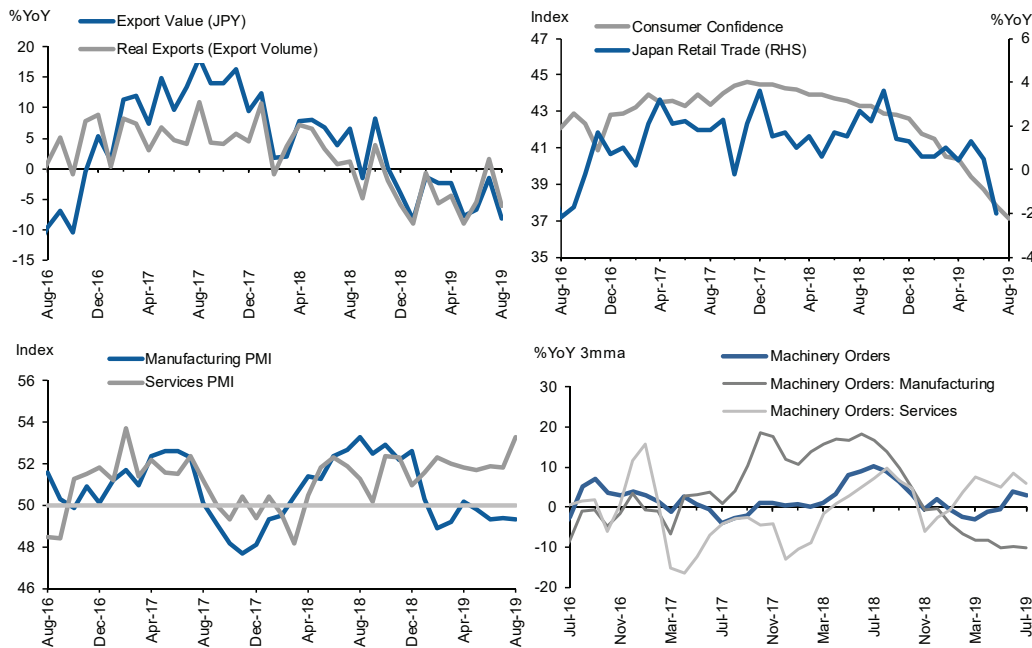 %YoY
Export Value (JPY)
Real Exports (Export Volume)
20
15
10
5
0
-5
-10
-15
Aug-16
Dec-16
Apr-17
Aug-17
Dec-17
Apr-18
Aug-18
Dec-18
Apr-19
Aug-19
Index
%YoY
Consumer Confidence
Japan Retail Trade (RHS)
47
45
43
41
39
37
35
6
4
2
0
-2
-4
Aug-16
Dec-16
Apr-17
Aug-17
Dec-17
Apr-18
Aug-18
Dec-18
Apr-19
Aug-19
Index
Manufacturing PMI
Services PMI
56
54
52
50
48
46
Aug-16
Dec-16
Apr-17
Aug-17
Dec-17
Apr-18
Aug-18
Dec-18
Apr-19
Aug-19
%YoY 3mma
Machinery Orders
Machinery Orders: Manufacturing
Machinery Orders: Services
30
20
10
0
-10
-20
Jul-16
Nov-16
Mar-17
Jul-17
Nov-17
Mar-18
Jul-18
Nov-18
Mar-19
Jul-19